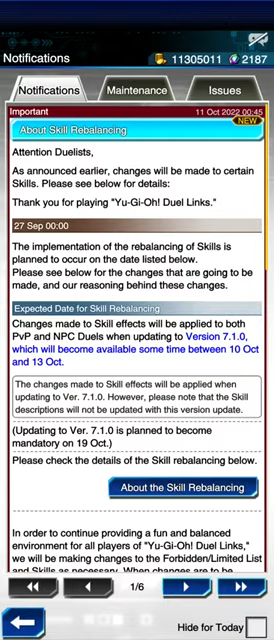 Notifications
11305011
2187
Notifications
Maintenance
Issues
Important
11 Oct 2022 00:45
NEW
About Skill Rebalancing
Attention Duelists,
As announced earlier, changes will be made to certain
Skills. Please see below for details:
Thank you for playing "Yu-Gi-Oh! Duel Links."
27 Sep 00:00
The implementation of the rebalancing of Skills is
planned to occur on the date listed below.
Please see below for the changes that are going to be
made, and our reasoning behind these changes.
Expected Date for Skill Rebalancing
Changes made to Skill effects will be applied to both
PvP and NPC Duels when updating to Version 7.1.0,
which will become available some time between 10 Oct
and 13 Oct.
The changes made to Skill effects will be applied when
updating to Ver. 7.1.0. However, please note that the Skill
descriptions will not be updated with this version update.
(Updating to Ver. 7.1.0 is planned to become
mandatory on 19 Oct.)
Please check the details of the Skill rebalancing below.
About the Skill Rebalancing
In order to continue providing a fun and balanced
environment for all players of "Yu-Gi-Oh! Duel Links,"
we will be making changes to the Forbidden/Limited List
and Skills as necessary. When changes are to be
1/6
Hide for Today